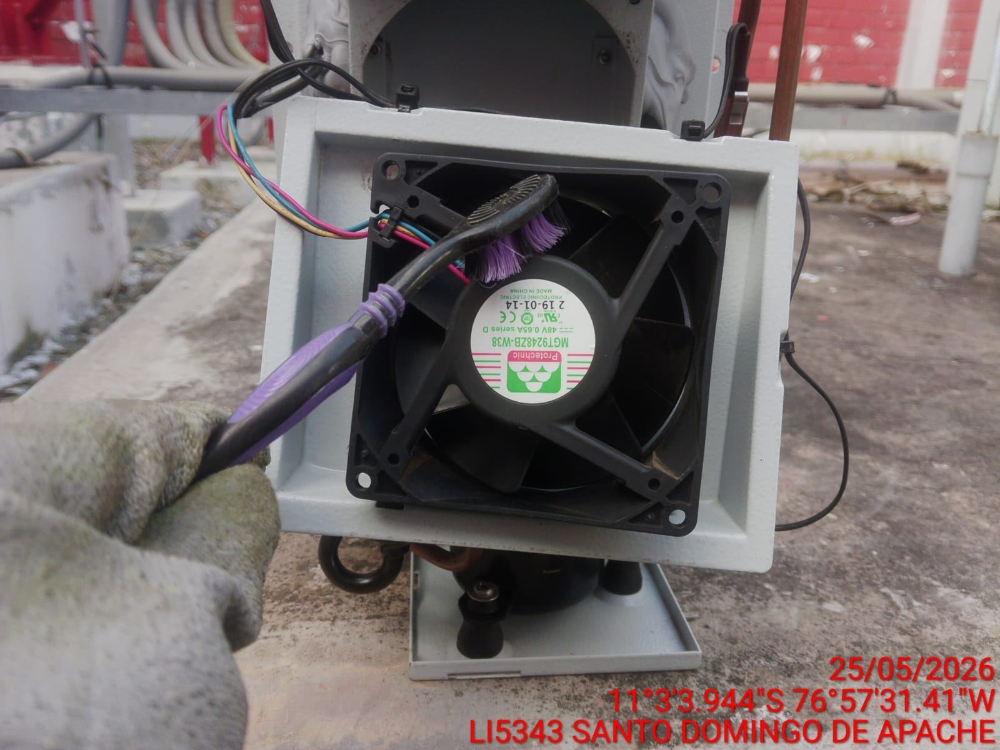 Protechnic
MGT9248ZB-W38
48V 0.65A series D
2 19-01-14
PROTECHNIC ELECTRIC
MADE IN CHINA
25/05/2026
11°3'3.944"S 76°57'31.41"W
LI5343 SANTO DOMINGO DE APACHE